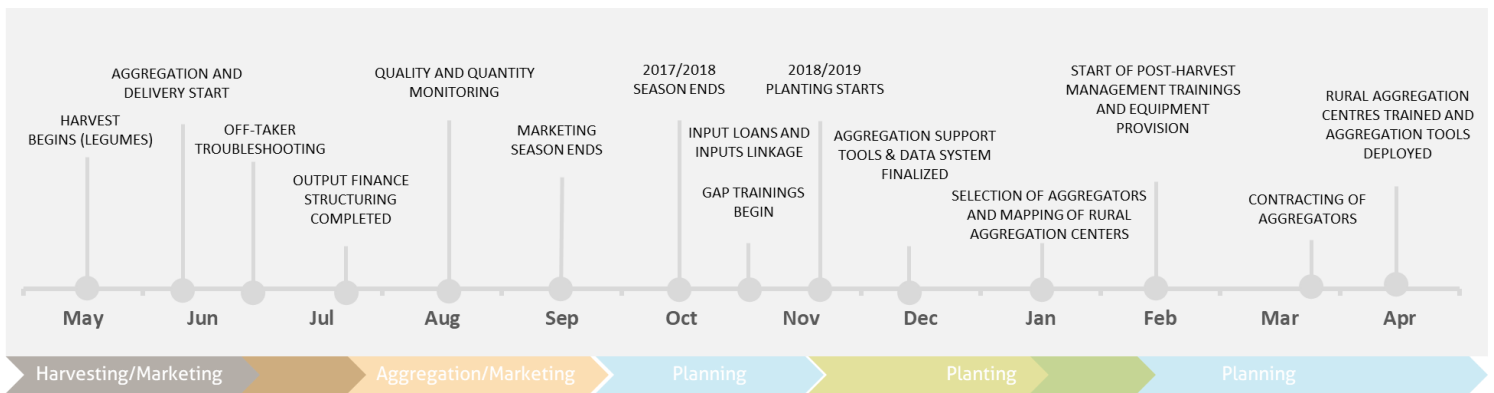 HARVEST
BEGINS (LEGUMES)
AGGREGATION AND
DELIVERY START
OFF-TAKER
TROUBLESHOOTING
OUTPUT FINANCE
STRUCTURING
COMPLETED
QUALITY AND QUANTITY
MONITORING
MARKETING
SEASON ENDS
2017/2018
SEASON ENDS
INPUT LOANS AND
INPUTS LINKAGE
GAP TRAININGS
BEGIN
2018/2019
PLANTING STARTS
AGGREGATION SUPPORT
TOOLS & DATA SYSTEM
FINALIZED
SELECTION OF AGGREGATORS
AND MAPPING OF RURAL
AGGREGATION CENTERS
START OF POST-HARVEST
MANAGEMENT TRAININGS
AND EQUIPMENT
PROVISION
CONTRACTING OF
AGGREGATORS
RURAL AGGREGATION
CENTRES TRAINED AND
AGGREGATION TOOLS
DEPLOYED
May Jun Jul Aug Sep Oct Nov Dec Jan Feb Mar Apr
Harvesting/Marketing Aggregation/Marketing Planning Planting Planning